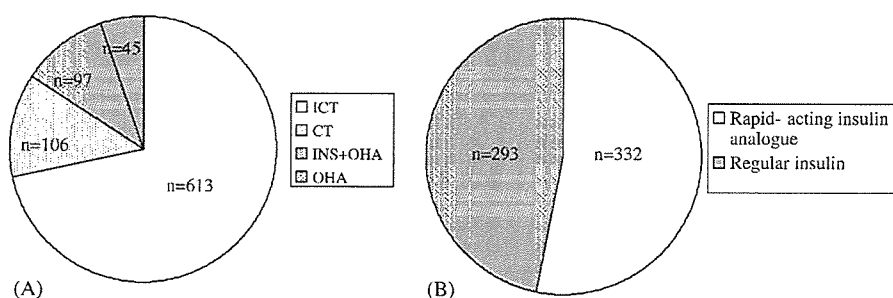 n=45
n=97
n=106
n=613
ICT
CT
INS+OHA
OHA
(A)
n=293
n=332
Rapid- acting insulin
analogue
Regular insulin
(B)